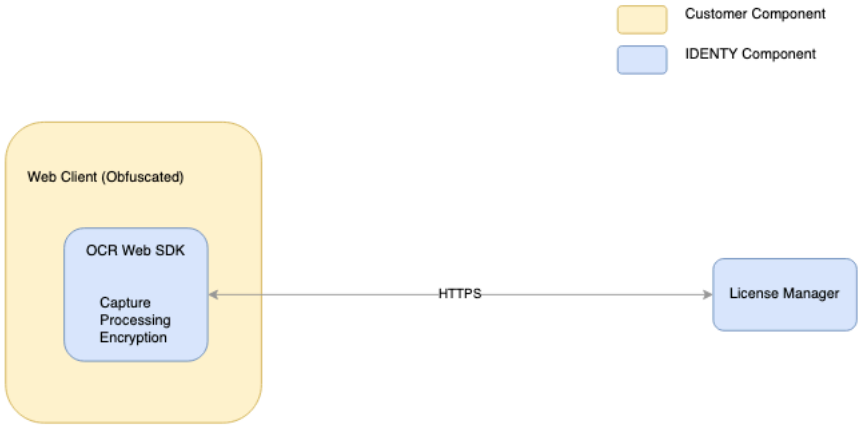 Customer Component
IDENTY Component
Web Client (Obfuscated)
OCR Web SDK
Capture
Processing
Encryption
HTTPS
License Manager